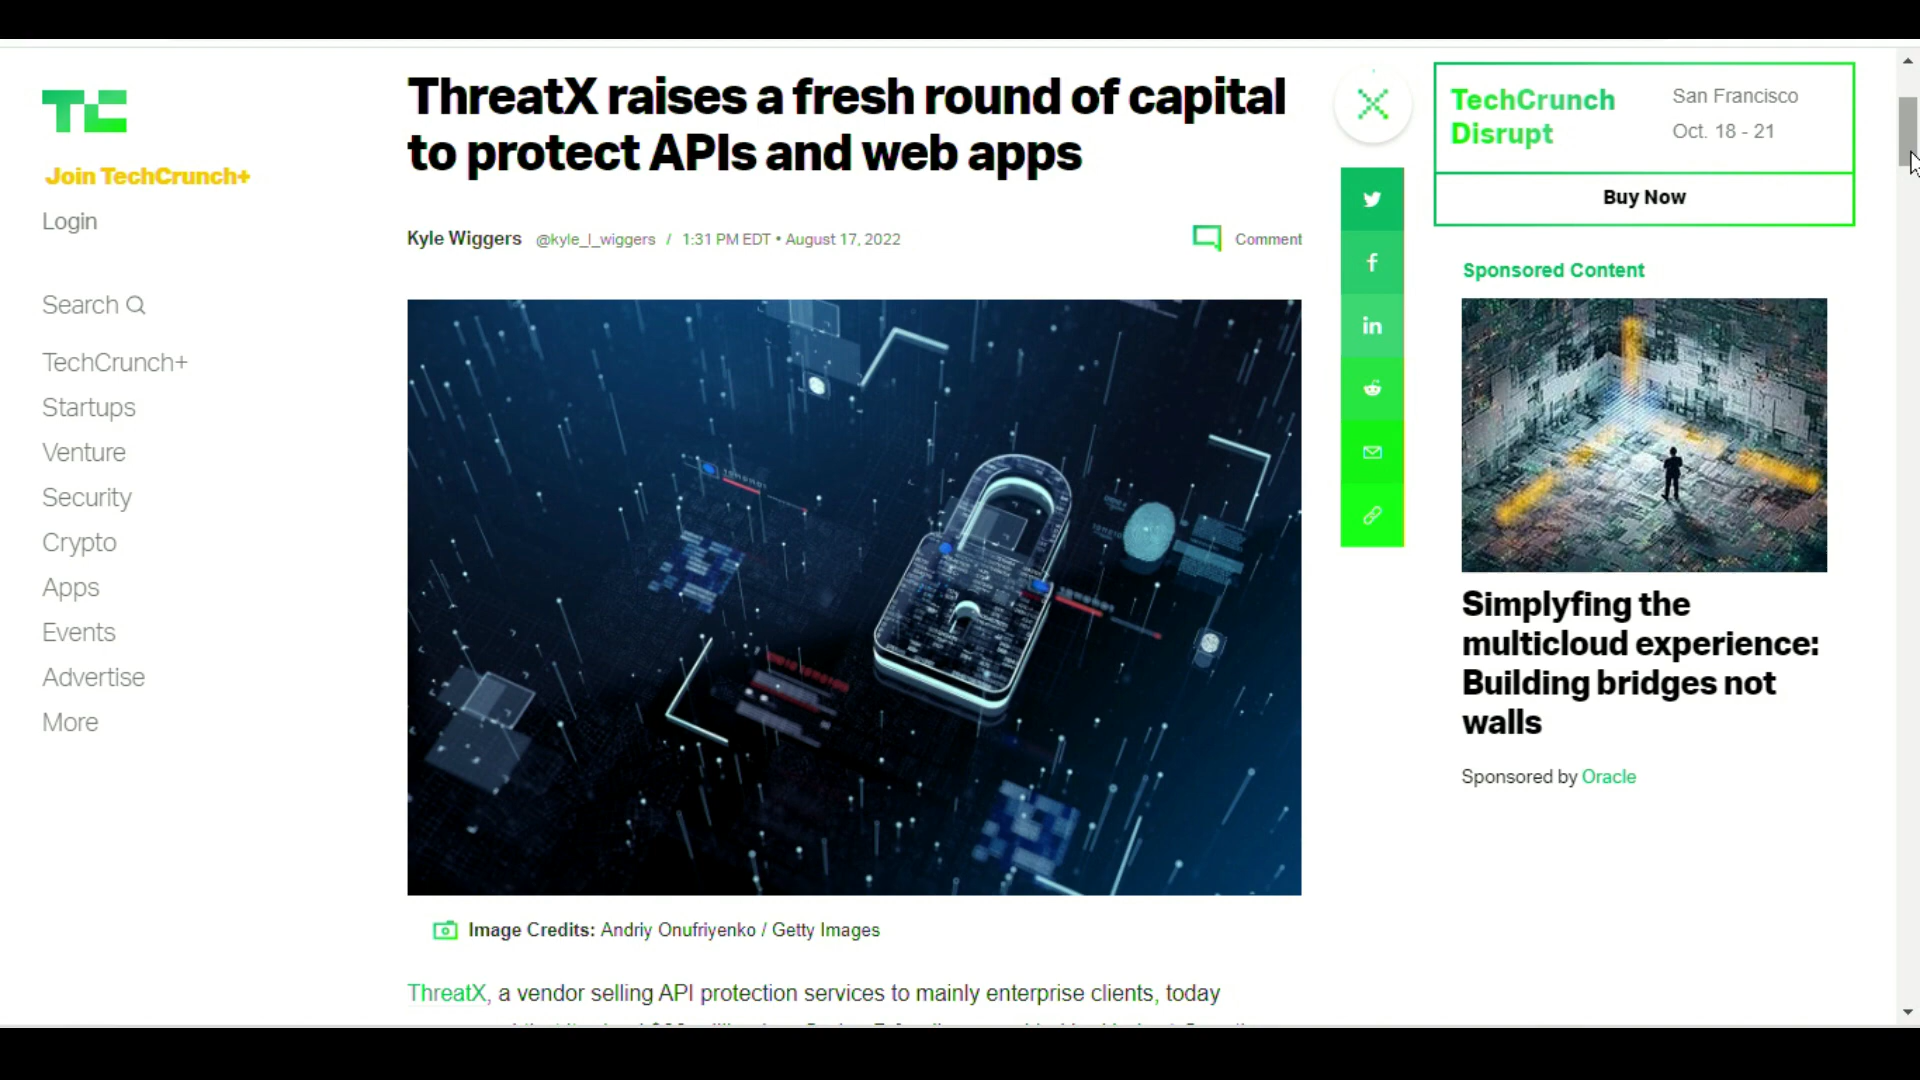 TC
Join TechCrunch+
Login
Search
TechCrunch+
Startups
Venture
Security
Crypto
Apps
Events
Advertise
More
ThreatX raises a fresh round of capital
to protect APIs and web apps
Kyle Wiggers @kyle_l_wiggers / 1:31 PM EDT • August 17, 2022
Comment
Image Credits: Andriy Onufriyenko / Getty Images
ThreatX, a vendor selling API protection services to mainly enterprise clients, today
TechCrunch
Disrupt
San Francisco
Oct. 18 - 21
Buy Now
Sponsored Content
Simplyfing the
multicloud experience:
Building bridges not
walls
Sponsored by Oracle